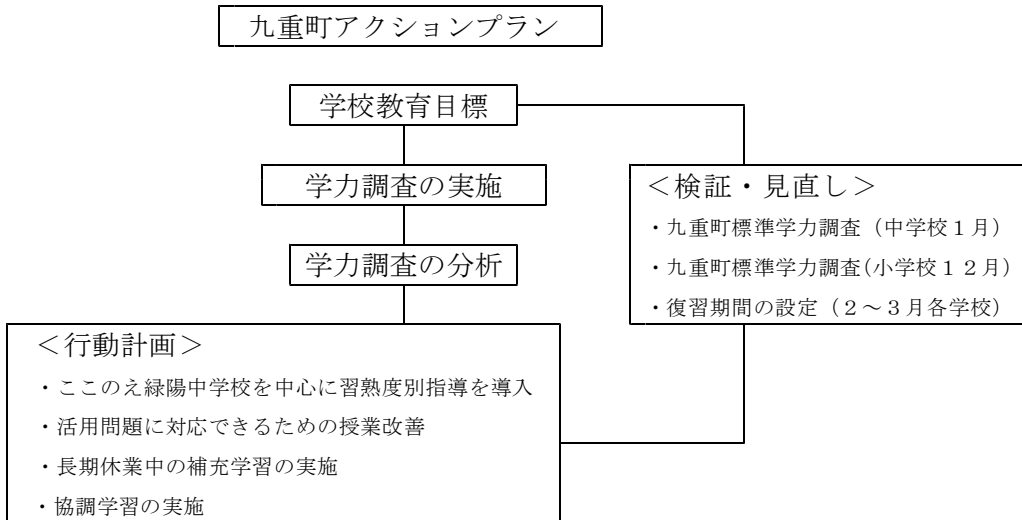 九重町アクションプラン
学校教育目標
学力調査の実施
学力調査の分析
＜検証・見直し＞
・九重町標準学力調査（中学校１月）
・九重町標準学力調査(小学校１２月)
・復習期間の設定（２～３月各学校）
＜行動計画＞
・ここのえ緑陽中学校を中心に習熟度別指導を導入
・活用問題に対応できるための授業改善
・長期休業中の補充学習の実施
・協調学習の実施